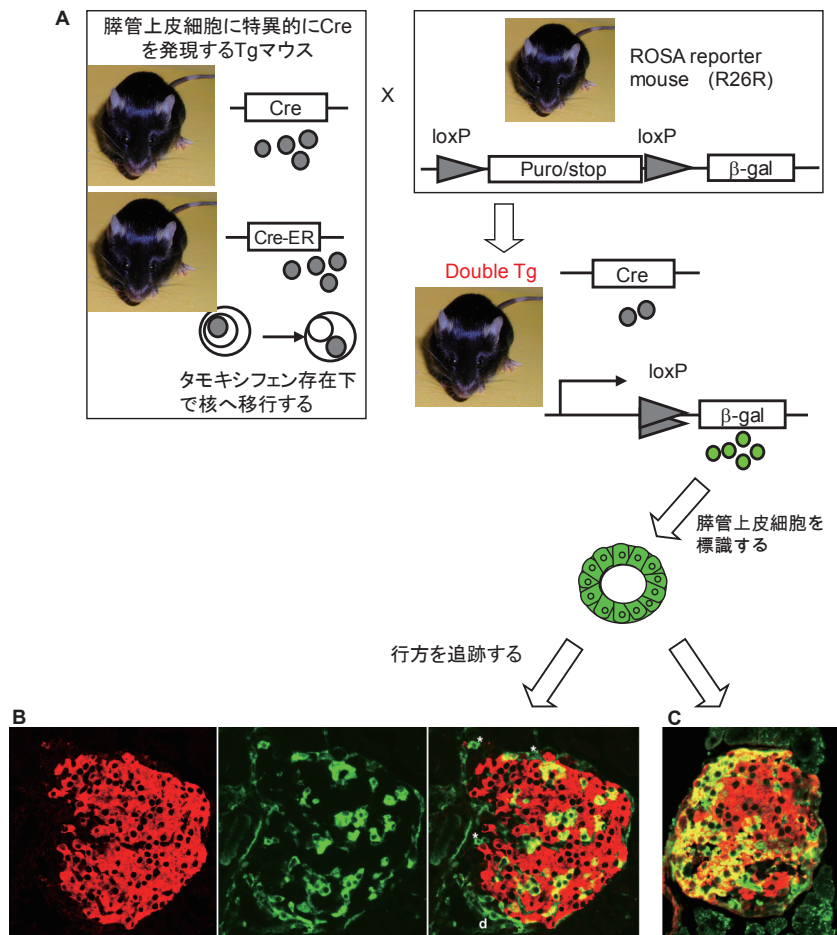 A
膵管上皮細胞に特異的にCre
を発現するTgマウス
Cre
Cre-ER
タモキシフェン存在下
で核へ移行する
X
ROSA reporter
mouse (R26R)
loxP
loxP
Puro/stop
β-gal
Double Tg
Cre
loxP
β-gal
膵管上皮細胞を
標識する
行方を追跡する
B
*
*
*
d
C